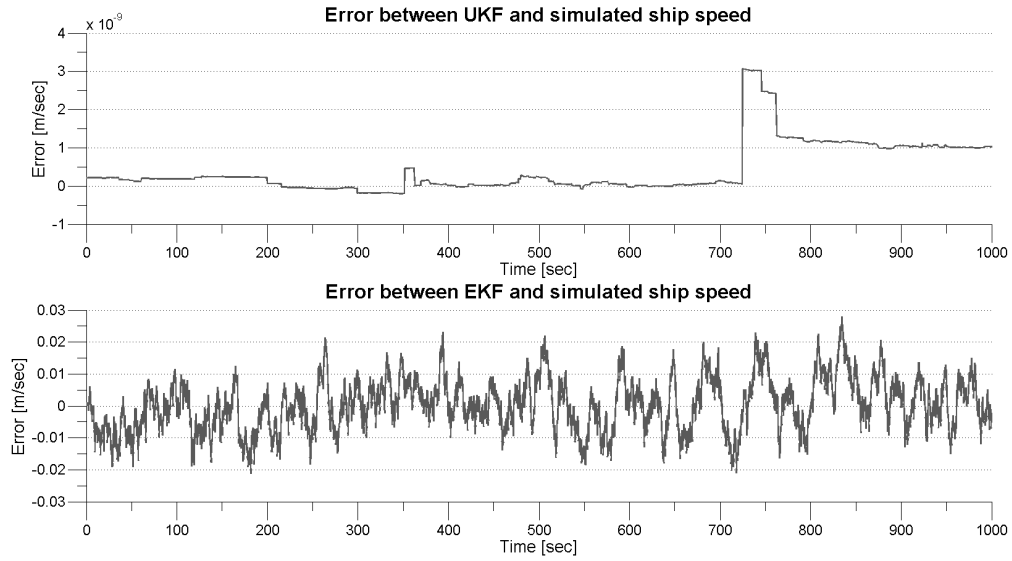 Error between UKF and simulated ship speed
x 10-9
4
3
2
1
0
-1
Error [m/sec]
0 100 200 300 400 500 600 700 800 900 1000
Time [sec]
Error between EKF and simulated ship speed
0.03
0.02
0.01
0
-0.01
-0.02
-0.03
Error [m/sec]
0 100 200 300 400 500 600 700 800 900 1000
Time [sec]